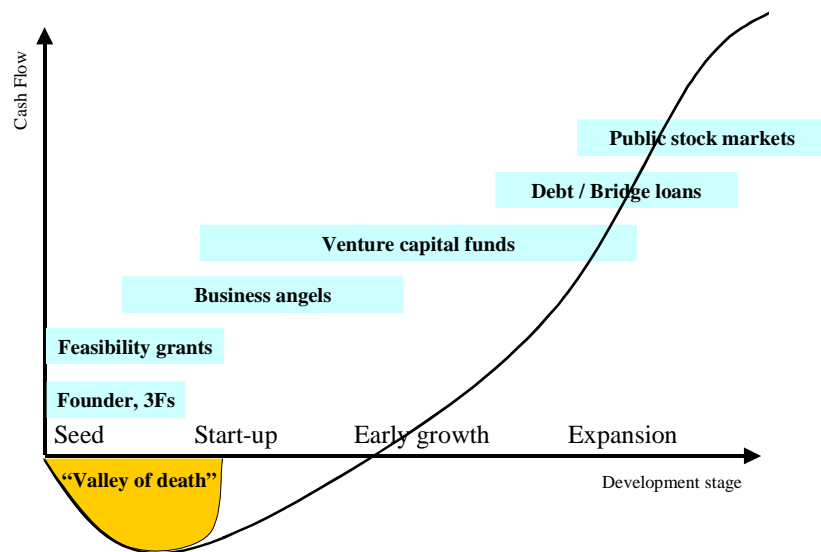 Cash Flow
Public stock markets
Debt / Bridge loans
Venture capital funds
Business angels
Feasibility grants
Founder, 3Fs
Seed Start-up Early growth Expansion
“Valley of death”
Development stage